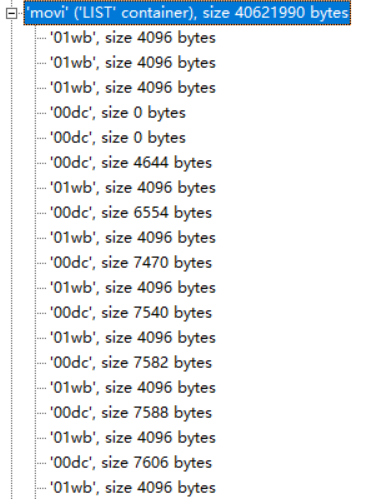 'movi' ('LIST' container), size 40621990 bytes
'01wb', size 4096 bytes
'01wb', size 4096 bytes
'01wb', size 4096 bytes
'00dc', size 0 bytes
'00dc', size 0 bytes
'00dc', size 4644 bytes
'01wb', size 4096 bytes
'00dc', size 6554 bytes
'01wb', size 4096 bytes
'00dc', size 7470 bytes
'01wb', size 4096 bytes
'00dc', size 7540 bytes
'01wb', size 4096 bytes
'00dc', size 7582 bytes
'01wb', size 4096 bytes
'00dc', size 7588 bytes
'01wb', size 4096 bytes
'00dc', size 7606 bytes
'01wb', size 4096 bytes